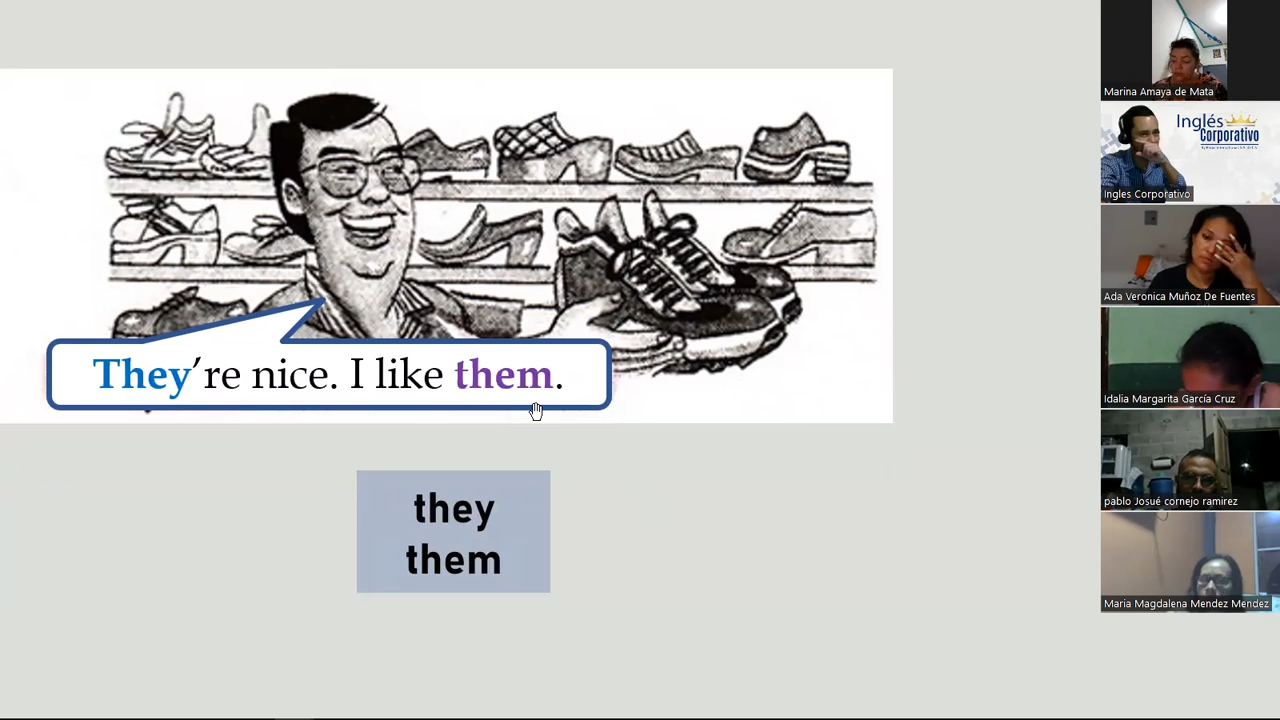 They're nice. I like them.
they
them
Marina Amaya de Mata
Inglés
Corporativo
Ingles Corporativo
Ada Veronica Muñoz De Fuentes
Idalia Margarita García Cruz
pablo Josué cornejo ramirez
Maria Magdalena Mendez Mendez